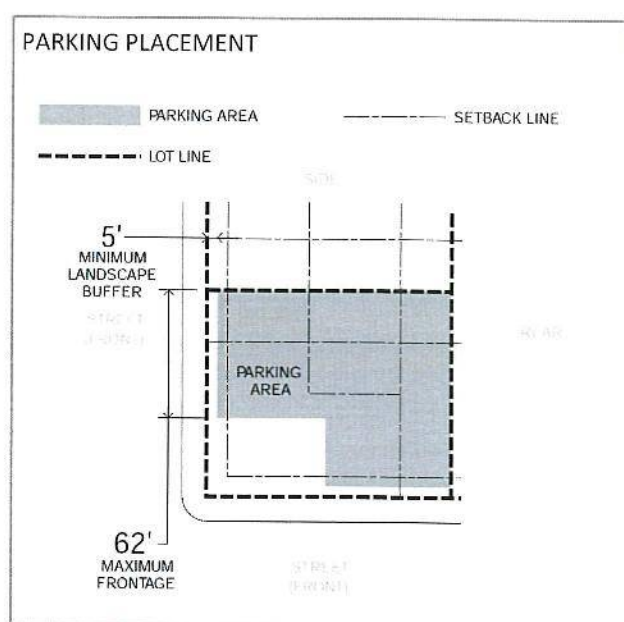 PARKING PLACEMENT
PARKING AREA
SETBACK LINE
LOT LINE
SIDE
5'
MINIMUM
LANDSCAPE
BUFFER
STREET
(FRONT)
REAR
PARKING
AREA
62'
MAXIMUM
FRONTAGE
STREET
(FRONT)